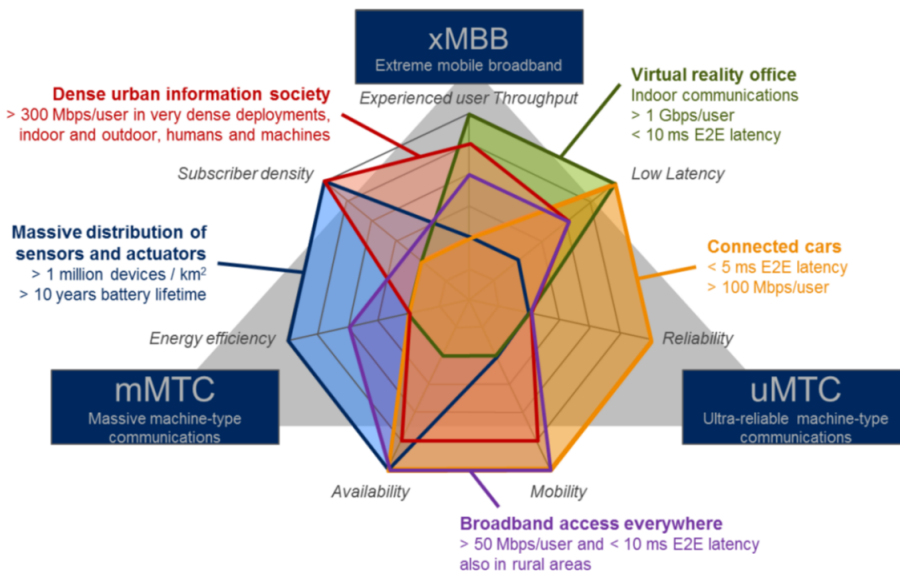 xMBB
Extreme mobile broadband
Experienced user Throughput
Dense urban information society
> 300 Mbps/user in very dense deployments,
indoor and outdoor, humans and machines
Virtual reality office
Indoor communications
> 1 Gbps/user
< 10 ms E2E latency
Subscriber density
Low Latency
Massive distribution of
sensors and actuators
> 1 million devices / km²
> 10 years battery lifetime
Connected cars
< 5 ms E2E latency
> 100 Mbps/user
Energy efficiency
Reliability
mMTC
Massive machine-type
communications
uMTC
Ultra-reliable machine-type
communications
Availability
Mobility
Broadband access everywhere
> 50 Mbps/user and < 10 ms E2E latency
also in rural areas